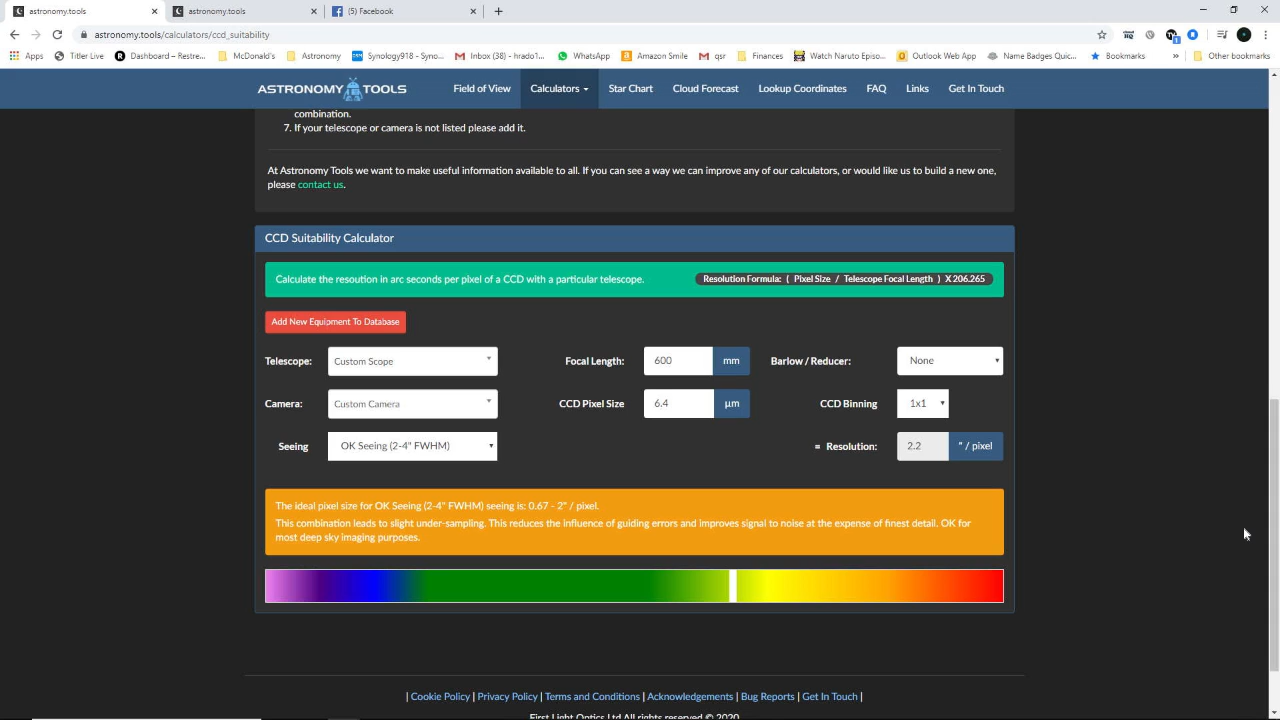 astronomy.tools
astronomy.tools
(5) Facebook
astronomy.tools/calculators/ccd_suitability
Apps
Titler Live
Dashboard – Restre...
McDonald's
Astronomy
Synology918 - Syno...
Inbox (38) - hrado1...
WhatsApp
Amazon Smile
qsr
Finances
Watch Naruto Episo...
Outlook Web App
Name Badges Quic...
Bookmarks
»
Other bookmarks
ASTRONOMY TOOLS
Field of View
Calculators
Star Chart
Cloud Forecast
Lookup Coordinates
FAQ
Links
Get In Touch
combination.
7. If your telescope or camera is not listed please add it.
At Astronomy Tools we want to make useful information available to all. If you can see a way we can improve any of our calculators, or would like us to build a new one,
please contact us.
CCD Suitability Calculator
Calculate the resoution in arc seconds per pixel of a CCD with a particular telescope.
Resolution Formula: ( Pixel Size / Telescope Focal Length ) X 206.265
Add New Equipment To Database
Telescope: Custom Scope Focal Length: 600 mm Barlow / Reducer: None
Camera: Custom Camera CCD Pixel Size 6.4 µm CCD Binning 1x1
Seeing OK Seeing (2-4" FWHM) = Resolution: 2.2 " / pixel
The ideal pixel size for OK Seeing (2-4" FWHM) seeing is: 0.67 - 2" / pixel.
This combination leads to slight under-sampling. This reduces the influence of guiding errors and improves signal to noise at the expense of finest detail. OK for
most deep sky imaging purposes.
| Cookie Policy | Privacy Policy | Terms and Conditions | Acknowledgements | Bug Reports | Get In Touch |
First Light Optics Ltd All rights reserved © 2020